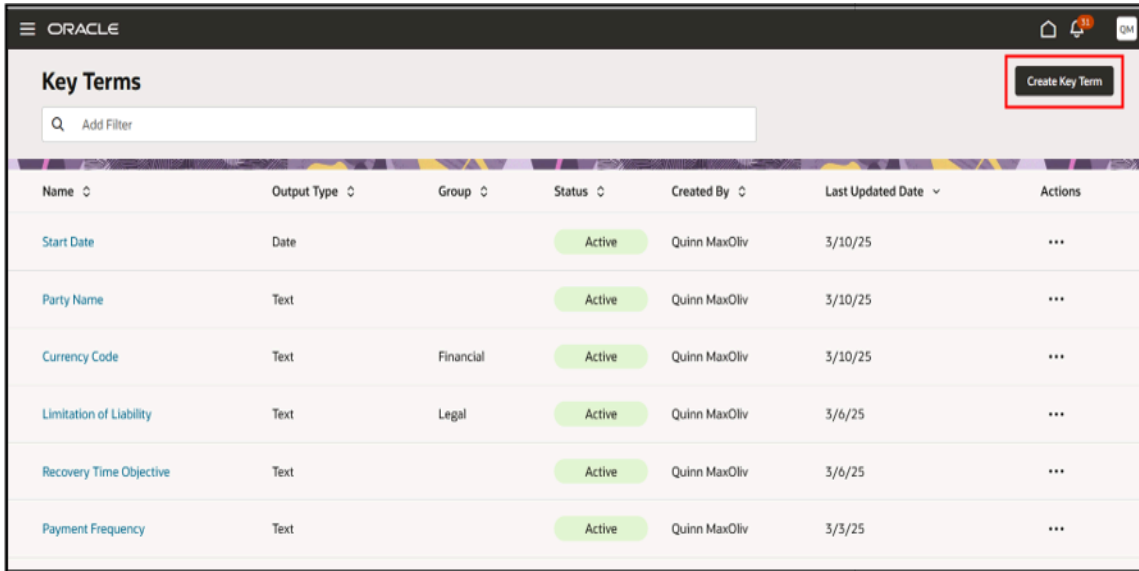 ORACLE
31
QM
Key Terms
Create Key Term
Add Filter
Name Output Type Group Status Created By Last Updated Date Actions
Start Date Date Active Quinn MaxOliv 3/10/25 ...
Party Name Text Active Quinn MaxOliv 3/10/25 ...
Currency Code Text Financial Active Quinn MaxOliv 3/10/25 ...
Limitation of Liability Text Legal Active Quinn MaxOliv 3/6/25 ...
Recovery Time Objective Text Active Quinn MaxOliv 3/6/25 ...
Payment Frequency Text Active Quinn MaxOliv 3/3/25 ...